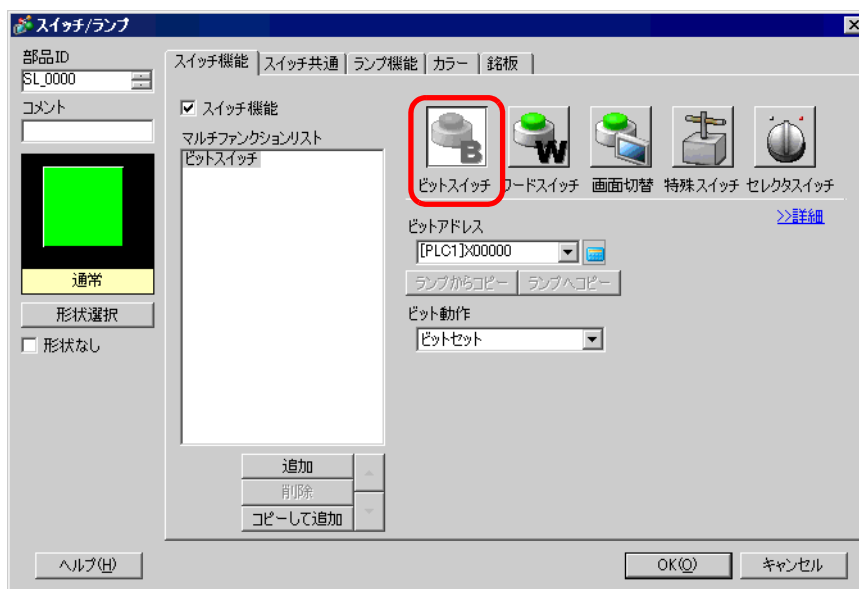 スイッチ/ランプ
部品ID
SL_0000
コメント
通常
形状選択
形状なし
スイッチ機能 スイッチ共通 ランプ機能 カラー 銘板
スイッチ機能
マルチファンクションリスト
ビットスイッチ
追加
削除
コピーして追加
B
W
ビットスイッチ ワードスイッチ 画面切替 特殊スイッチ セレクタスイッチ
>>詳細
ビットアドレス
[PLC1]X00000
ランプからコピー ランプへコピー
ビット動作
ビットセット
ヘルプ(H) OK(O) キャンセル